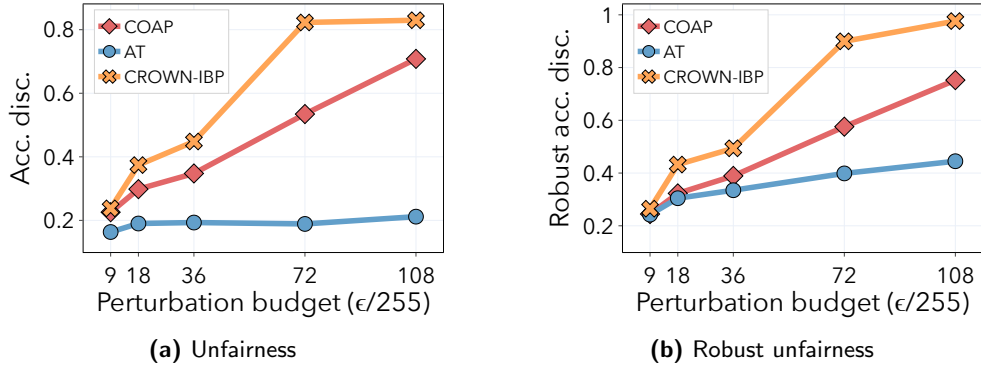 COAP
AT
CROWN-IBP
Acc. disc.
0.8
0.6
0.4
0.2
9 18 36 72 108
Perturbation budget (ϵ/255)
(a) Unfairness
COAP
AT
CROWN-IBP
Robust acc. disc.
1
0.8
0.6
0.4
0.2
9 18 36 72 108
Perturbation budget (ϵ/255)
(b) Robust unfairness